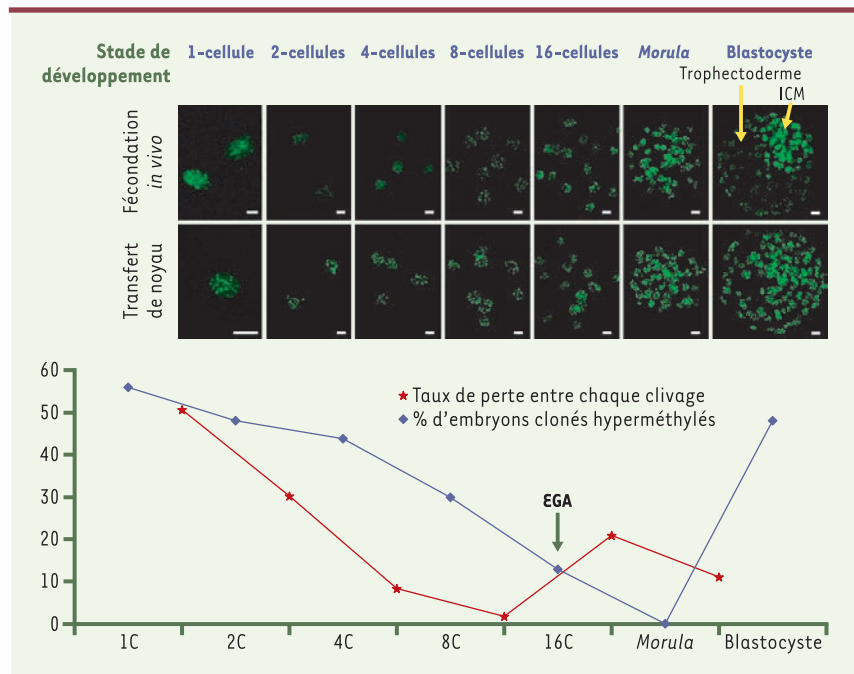 Stade de développement
1-cellule 2-cellules 4-cellules 8-cellules 16-cellules Morula Blastocyste
Trophectoderme
ICM
Fécondation
in vivo
Transfert
de noyau
60
50
40
30
20
10
0
Taux de perte entre chaque clivage
% d'embryons clonés hyperméthylés
EGA
1C 2C 4C 8C 16C Morula Blastocyste